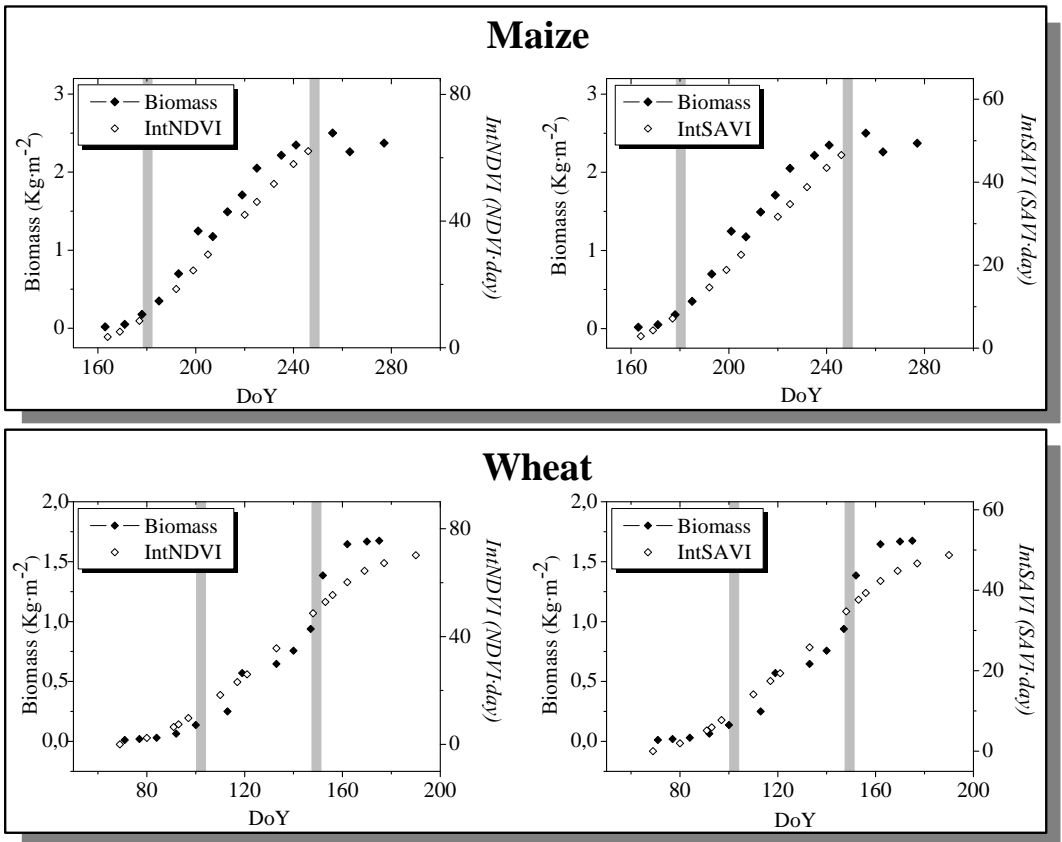 Maize
Biomass
IntNDVI
Biomass (Kg·m-2)
3
2
1
0
80
40
0
IntNDVI (NDVI·day)
160 200 240 280
DoY
Biomass
IntSAVI
Biomass (Kg·m-2)
3
2
1
0
60
40
20
0
IntSAVI (SAVI·day)
160 200 240 280
DoY
Wheat
Biomass
IntNDVI
Biomass (Kg·m-2)
2,0
1,5
1,0
0,5
0,0
80
40
0
IntNDVI (NDVI·day)
80 120 160 200
DoY
Biomass
IntSAVI
Biomass (Kg·m-2)
2,0
1,5
1,0
0,5
0,0
60
40
20
0
IntSAVI (SAVI·day)
80 120 160 200
DoY